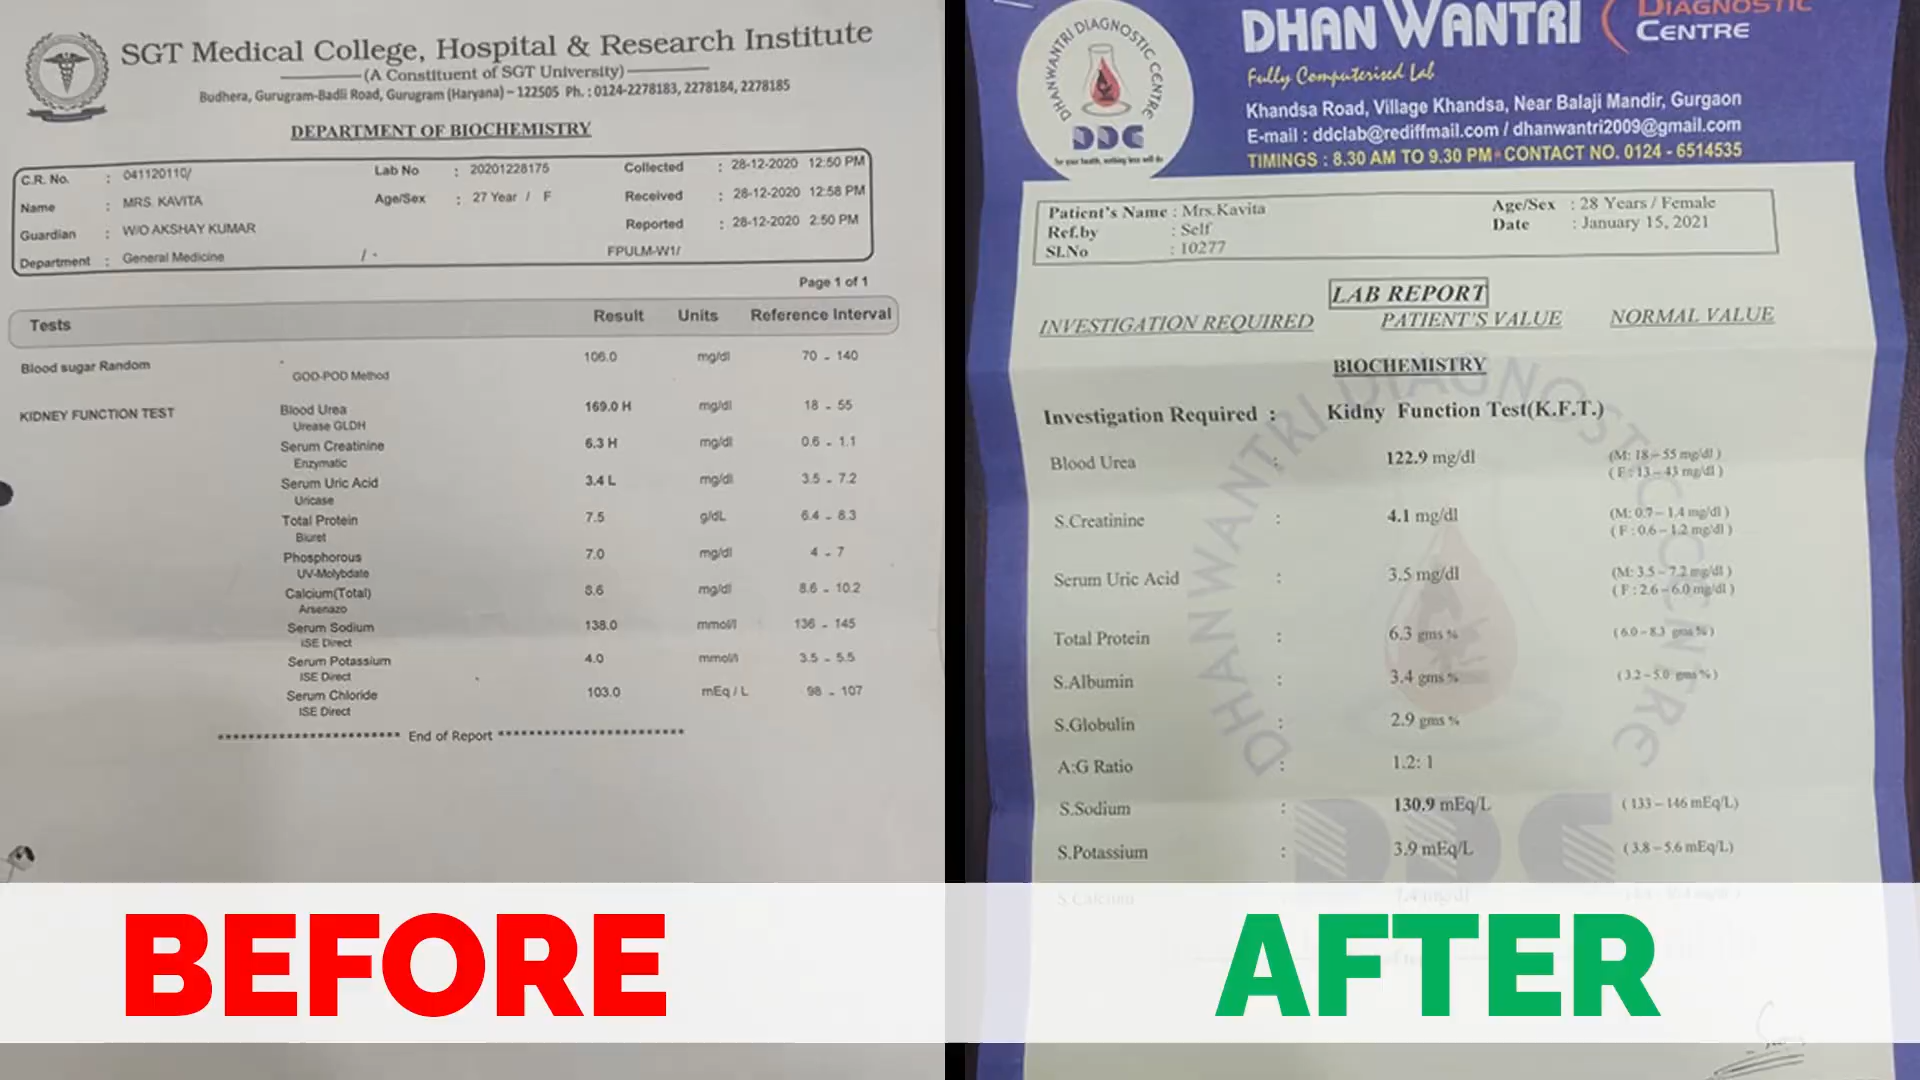 SGT Medical College, Hospital & Research Institute
(A Constituent of SGT University)
Budhera, Gurugram-Badli Road, Gurugram (Haryana) – 122505 Ph. : 0124-2278183, 2278184, 2278185
DEPARTMENT OF BIOCHEMISTRY
C.R. No. : 041120110/ Lab No : 20201228175 Collected : 28-12-2020 12:50 PM
Name : MRS. KAVITA Age/Sex : 27 Year / F Received : 28-12-2020 12:58 PM
Guardian : W/O AKSHAY KUMAR Reported : 28-12-2020 2:50 PM
Department : General Medicine / - FPULM-W1/
Page 1 of 1
Tests Result Units Reference Interval
Blood sugar Random 106.0 mg/dl 70 - 140
GOD-POD Method
KIDNEY FUNCTION TEST Blood Urea 169.0 H mg/dl 18 - 55
Urease GLDH
Serum Creatinine 6.3 H mg/dl 0.6 - 1.1
Enzymatic
Serum Uric Acid 3.4 L mg/dl 3.5 - 7.2
Uricase
Total Protein 7.5 g/dL 6.4 - 8.3
Biuret
Phosphorous 7.0 mg/dl 4 - 7
UV-Molybdate
Calcium(Total) 8.6 mg/dl 8.6 - 10.2
Arsenazo
Serum Sodium 138.0 mmol/l 136 - 145
ISE Direct
Serum Potassium 4.0 mmol/l 3.5 - 5.5
ISE Direct
Serum Chloride 103.0 mEq / L 98 - 107
ISE Direct
End of Report
BEFORE
DHANWANTRI DIAGNOSTIC CENTRE
DDC
for your health, nothing less will do
DHAN WANTRI DIAGNOSTIC
CENTRE
Fully Computerised Lab
Khandsa Road, Village Khandsa, Near Balaji Mandir, Gurgaon
E-mail : ddclab@rediffmail.com / dhanwantri2009@gmail.com
TIMINGS : 8.30 AM TO 9.30 PM • CONTACT NO. 0124 - 6514535
Patient's Name : Mrs.Kavita Age/Sex : 28 Years / Female
Ref.by : Self Date : January 15, 2021
Sl.No : 10277
LAB REPORT
INVESTIGATION REQUIRED PATIENT'S VALUE NORMAL VALUE
BIOCHEMISTRY
Investigation Required : Kidny Function Test(K.F.T.)
Blood Urea : 122.9 mg/dl (M: 18 – 55 mg/dl )
( F : 13 – 43 mg/dl )
S.Creatinine : 4.1 mg/dl (M: 0.7 – 1.4 mg/dl )
( F : 0.6 – 1.2 mg/dl )
Serum Uric Acid : 3.5 mg/dl (M: 3.5 – 7.2 mg/dl )
( F : 2.6 – 6.0 mg/dl )
Total Protein : 6.3 gms % (6.0 – 8.3 gms %)
S.Albumin : 3.4 gms % (3.2 – 5.0 gms %)
S.Globulin : 2.9 gms %
A:G Ratio : 1.2: 1
S.Sodium : 130.9 mEq/L ( 133 – 146 mEq/L)
S.Potassium : 3.9 mEq/L ( 3.8 – 5.6 mEq/L)
S.Calcium 7.4 mg/dl
DHANWANTRI DIAGNOSTIC CENTRE
DDC
AFTER